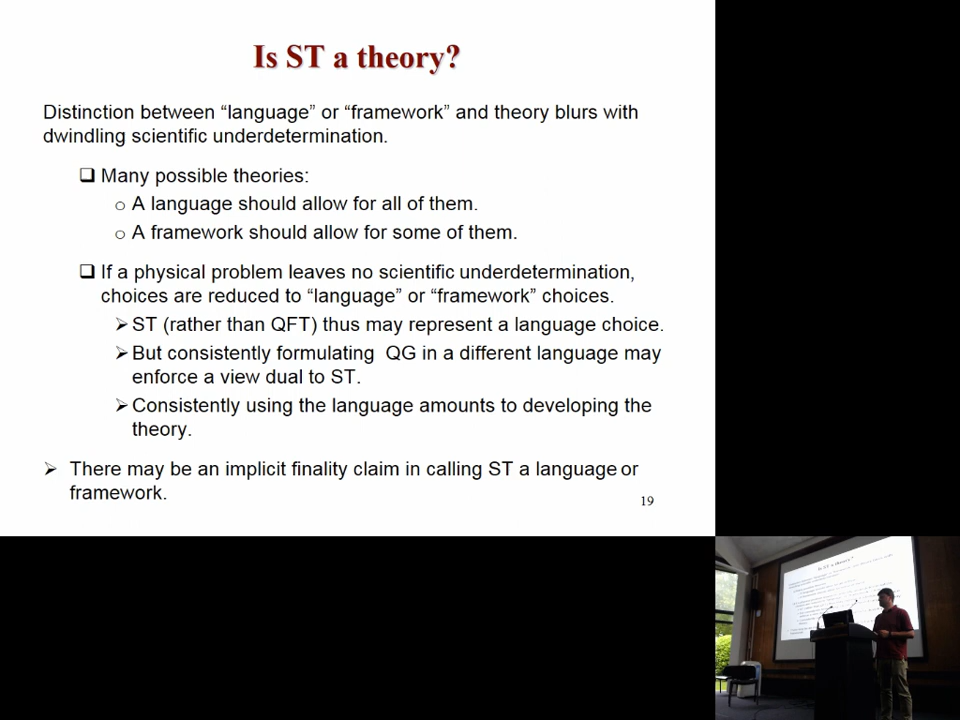 Is ST a theory?
Distinction between “language” or “framework” and theory blurs with
dwindling scientific underdetermination.
Many possible theories:
A language should allow for all of them.
A framework should allow for some of them.
If a physical problem leaves no scientific underdetermination,
choices are reduced to “language” or “framework” choices.
ST (rather than QFT) thus may represent a language choice.
But consistently formulating QG in a different language may
enforce a view dual to ST.
Consistently using the language amounts to developing the
theory.
There may be an implicit finality claim in calling ST a language or
framework.
19
Is ST a theory?